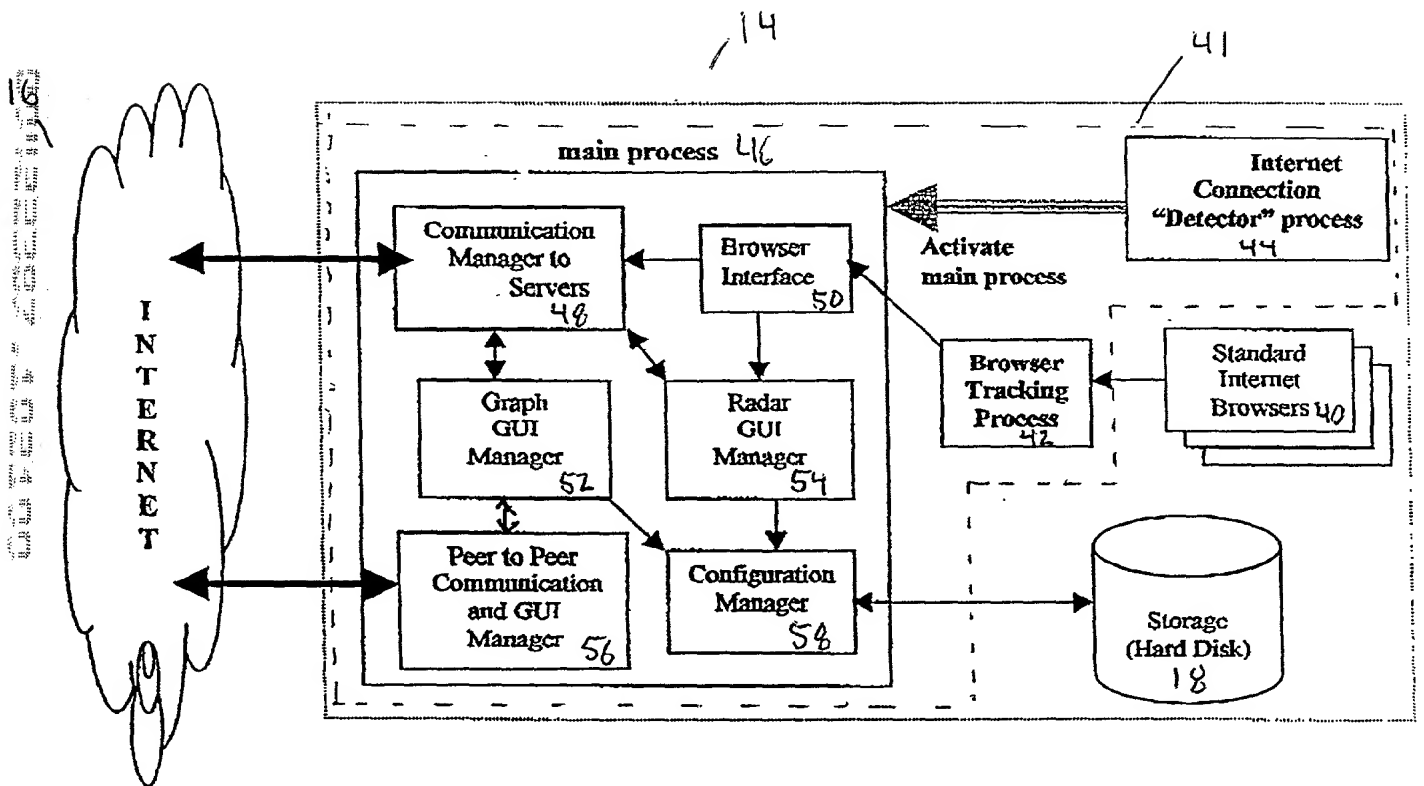 14
41
16
main process 46
Internet
Connection
"Detector" process
44
Activate
main process
Communication
Manager to
Servers
48
Browser
Interface
50
Browser
Tracking
Process
42
Standard
Internet
Browsers 40
INTERNET
Graph
GUI
Manager
52
Radar
GUI
Manager
54
Peer to Peer
Communication
and GUI
Manager
56
Configuration
Manager
58
Storage
(Hard Disk)
18